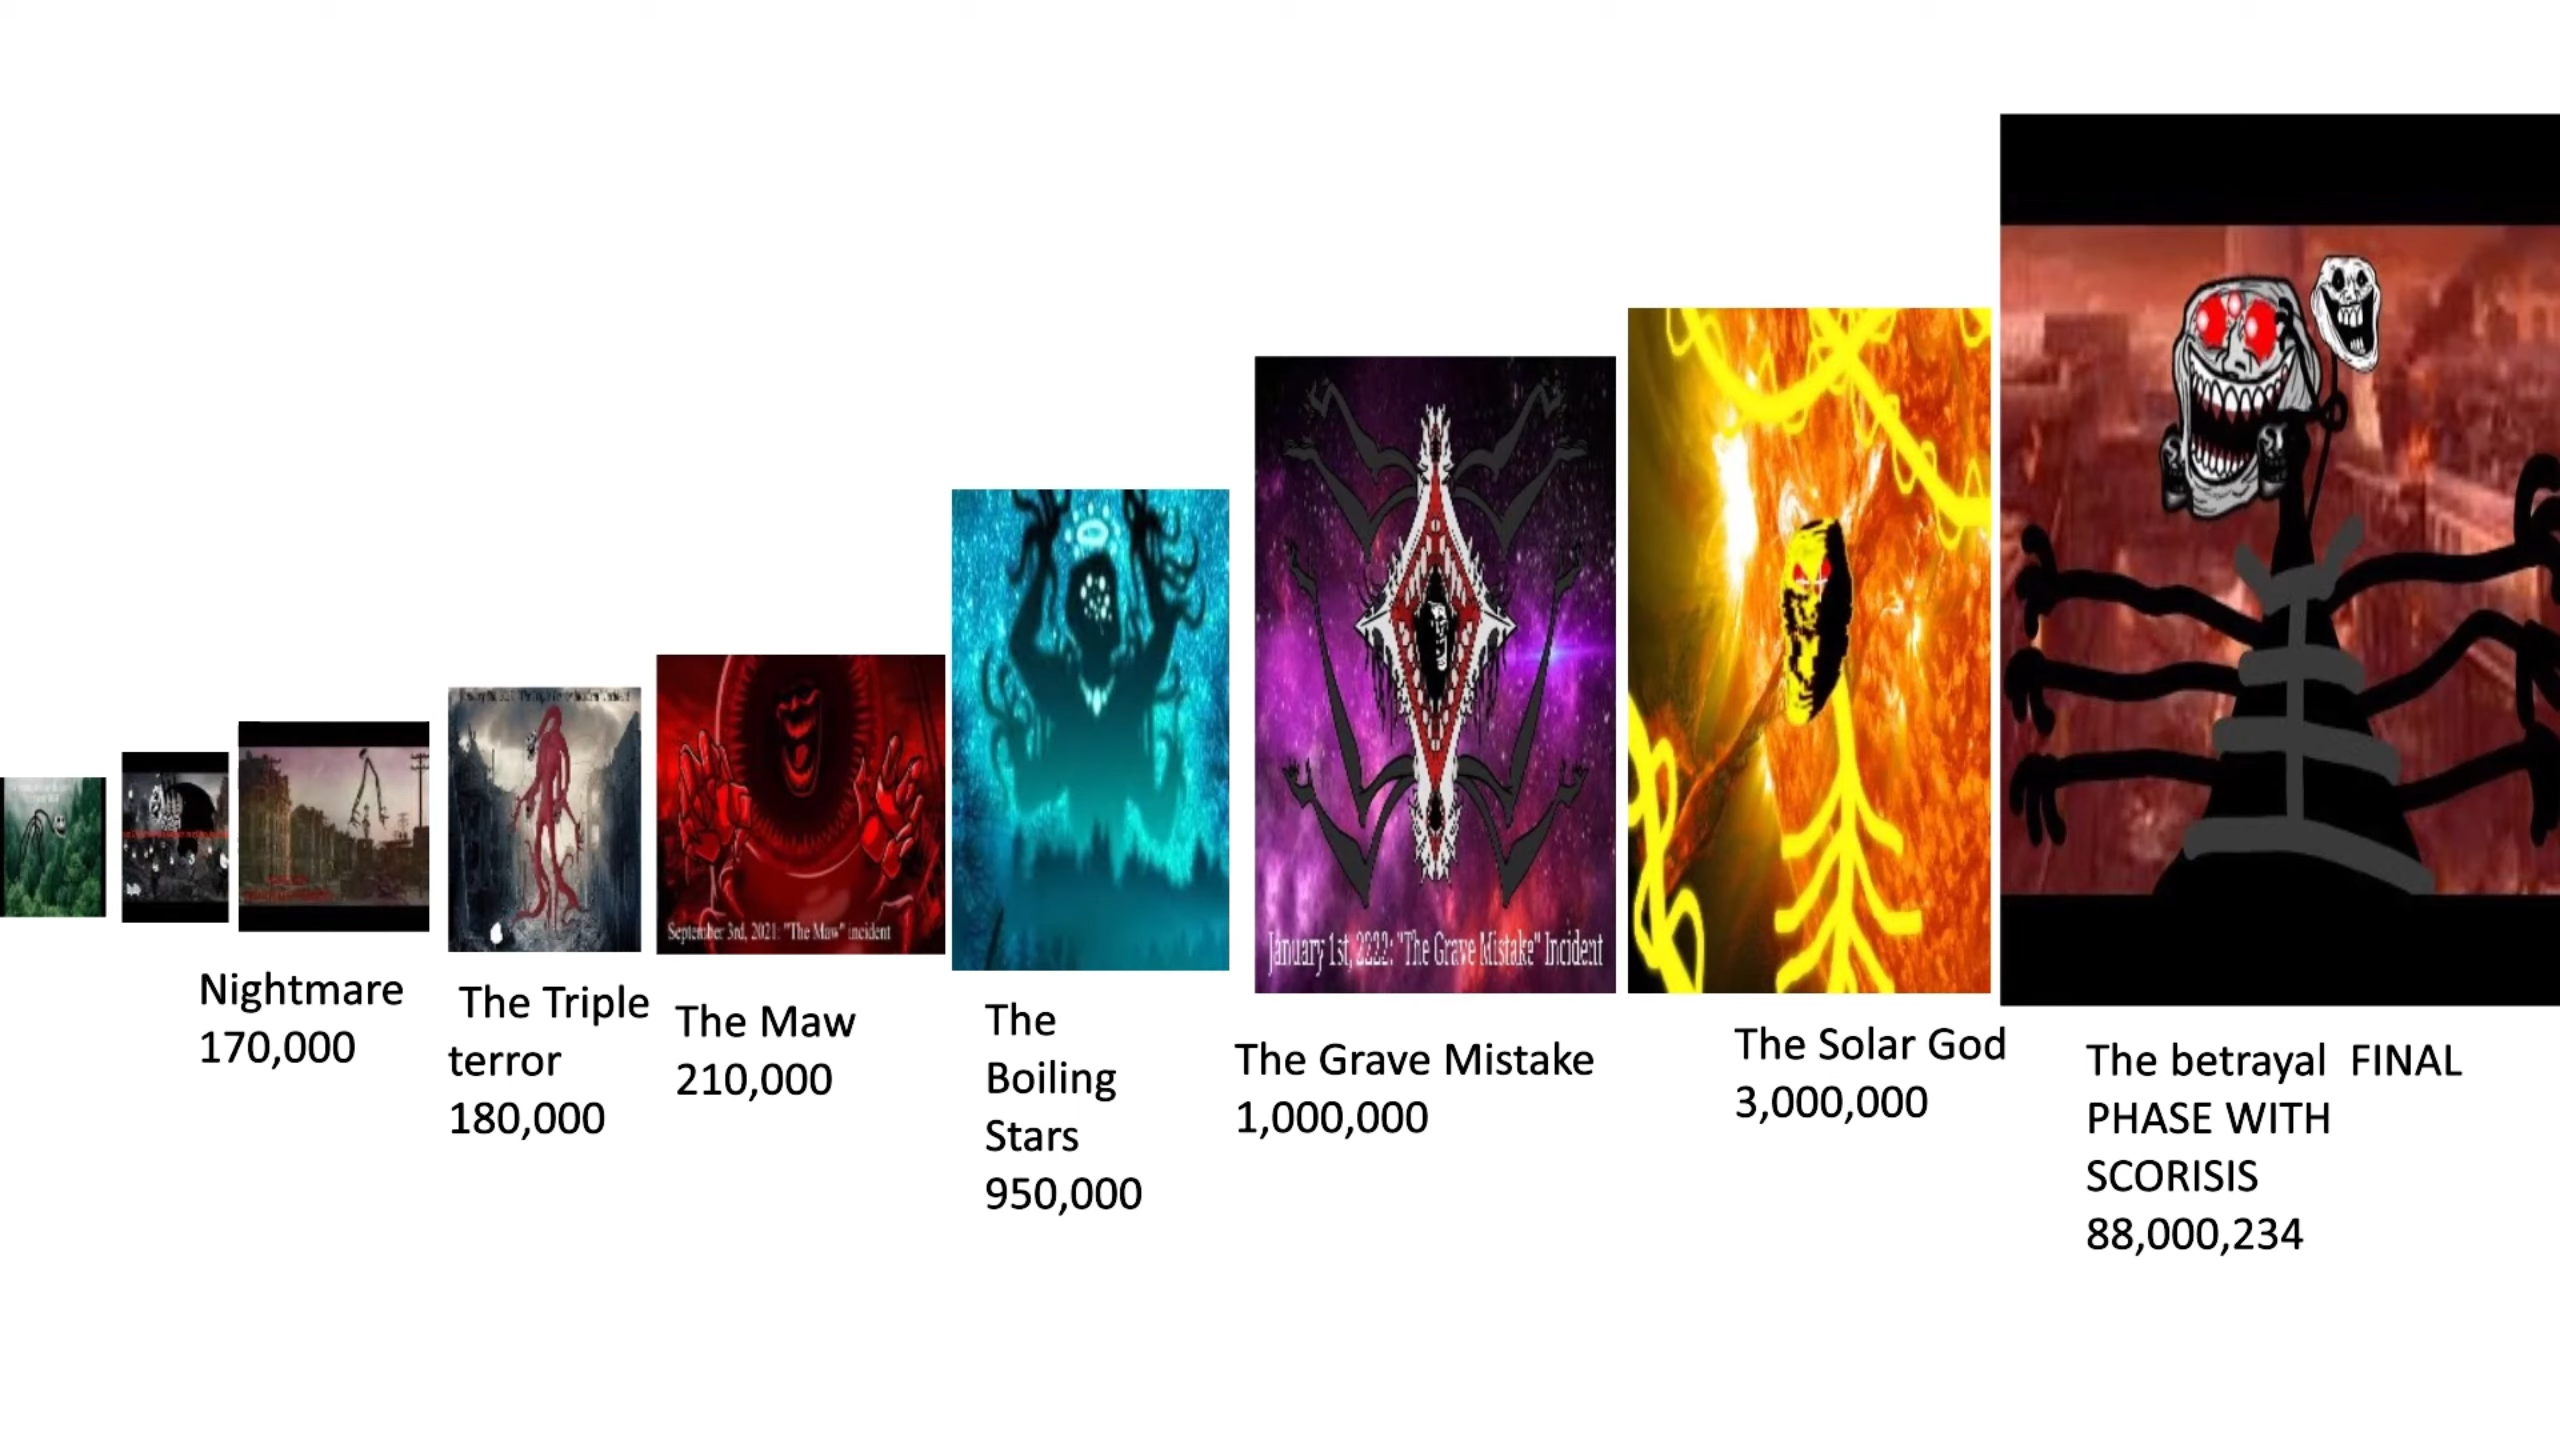 Nightmare
170,000
The Triple
terror
180,000
September 3rd, 2021: "The Maw" incident
The Maw
210,000
The
Boiling
Stars
950,000
January 1st, 2222: "The Grave Mistake" Incident
The Grave Mistake
1,000,000
The Solar God
3,000,000
The betrayal  FINAL
PHASE WITH
SCORISIS
88,000,234